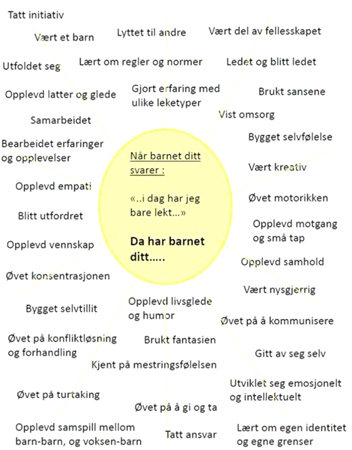 Tatt initiativ
Vært et barn
Lyttet til andre
Vært del av fellesskapet
Utfoldet seg
Lært om regler og normer
Ledet og blitt ledet
Opplevd latter og glede
Gjort erfaring med
ulike leketyper
Brukt sansene
Samarbeidet
Vist omsorg
Bearbeidet erfaringer
og opplevelser
Når barnet ditt
svarer :
Bygget selvfølelse
Vært kreativ
Opplevd empati
«..i dag har jeg
bare lekt…»
Øvet motorikken
Blitt utfordret
Opplevd motgang
og små tap
Opplevd vennskap
Da har barnet
ditt…..
Opplevd samhold
Øvet konsentrasjonen
Vært nysgjerrig
Bygget selvtillit
Opplevd livsglede
og humor
Øvet på å kommunisere
Øvet på konfliktløsning
og forhandling
Brukt fantasien
Gitt av seg selv
Kjent på mestringsfølelsen
Utviklet seg emosjonelt
og intellektuelt
Øvet på turtaking
Øvet på å gi og ta
Opplevd samspill mellom
barn-barn, og voksen-barn
Tatt ansvar
Lært om egen identitet
og egne grenser